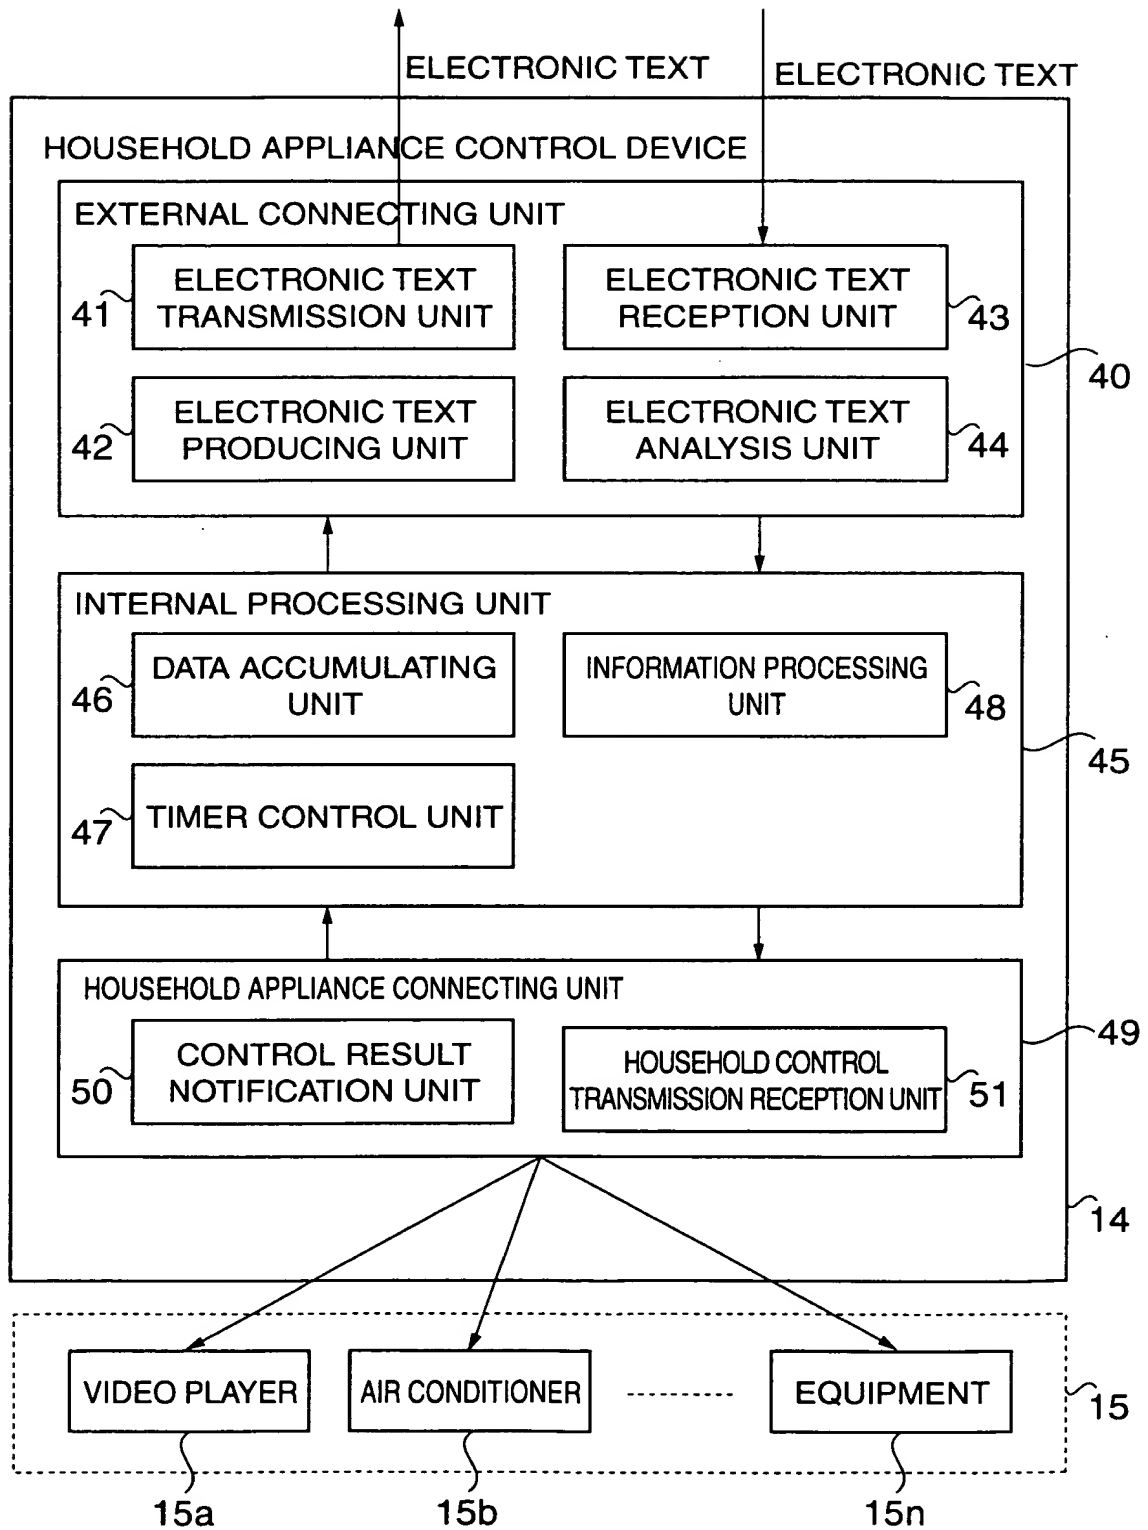 ELECTRONIC TEXT
ELECTRONIC TEXT
HOUSEHOLD APPLIANCE CONTROL DEVICE
EXTERNAL CONNECTING UNIT
41
ELECTRONIC TEXT
TRANSMISSION UNIT
ELECTRONIC TEXT
RECEPTION UNIT
43
40
42
ELECTRONIC TEXT
PRODUCING UNIT
ELECTRONIC TEXT
ANALYSIS UNIT
44
INTERNAL PROCESSING UNIT
46
DATA ACCUMULATING
UNIT
INFORMATION PROCESSING
UNIT
48
45
47
TIMER CONTROL UNIT
HOUSEHOLD APPLIANCE CONNECTING UNIT
49
50
CONTROL RESULT
NOTIFICATION UNIT
HOUSEHOLD CONTROL
TRANSMISSION RECEPTION UNIT
51
14
VIDEO PLAYER
AIR CONDITIONER
EQUIPMENT
15
15a
15b
15n